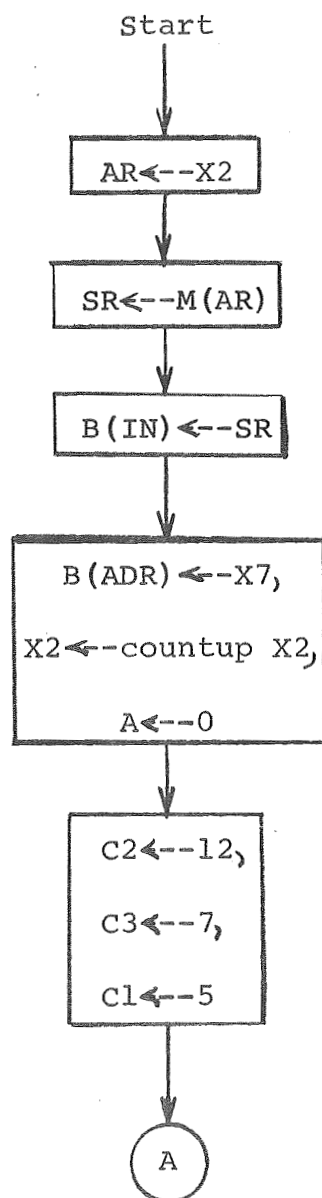 Start
AR<--X2
SR<--M(AR)
B(IN)<--SR
B(ADR)<--X7,
X2<--countup X2,
A<--0
C2<--12,
C3<--7,
C1<--5
A